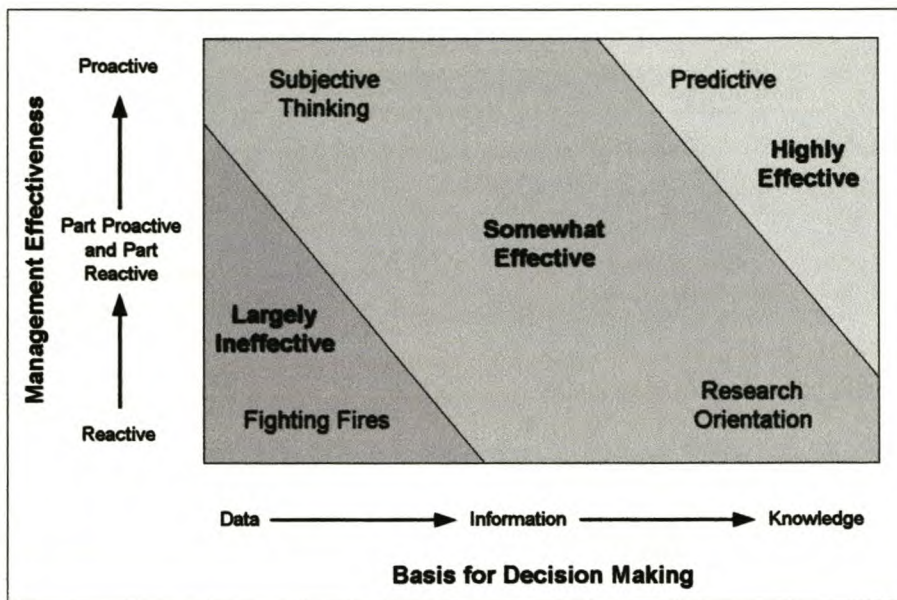 Management Effectiveness
Proactive
Part Proactive
and Part
Reactive
Reactive
Subjective
Thinking
Predictive
Highly
Effective
Somewhat
Effective
Largely
Ineffective
Fighting Fires
Research
Orientation
Data
Information
Knowledge
Basis for Decision Making